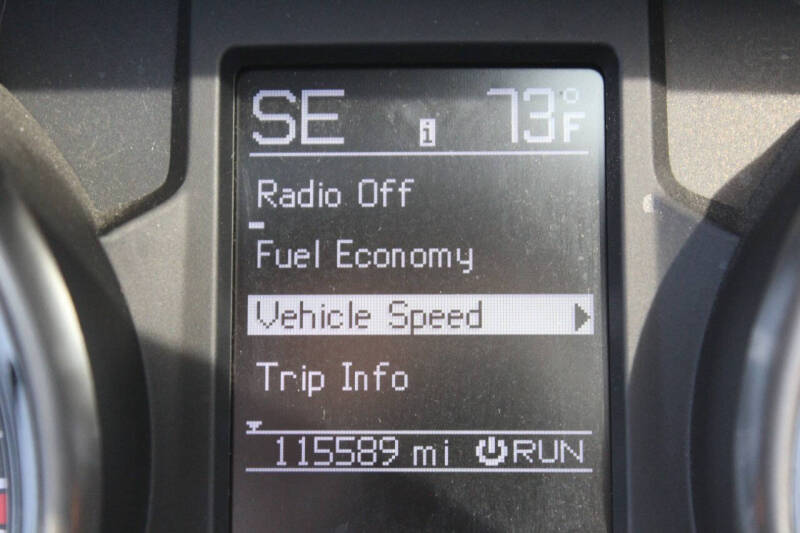 SE i 73°F
Radio Off
Fuel Economy
Vehicle Speed
Trip Info
115589 mi RUN